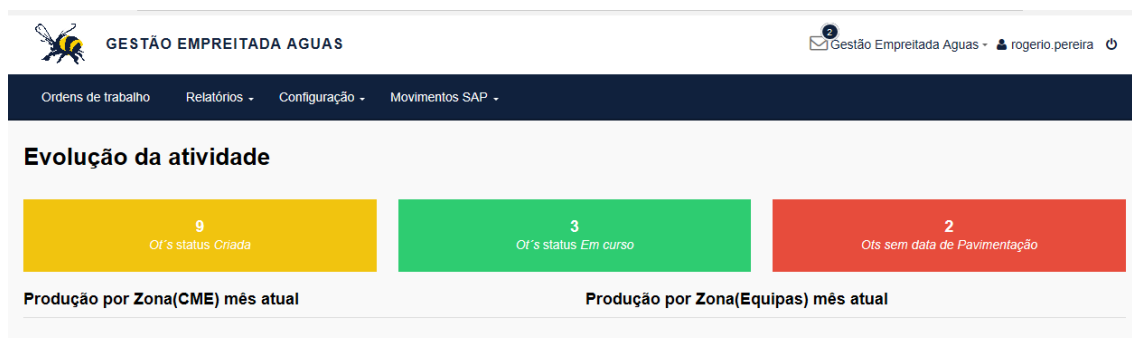 GESTÃO EMPREITADA AGUAS
2
Gestão Empreitada Aguas
rogerio.pereira
Ordens de trabalho Relatórios Configuração Movimentos SAP
Evolução da atividade
9
Ot´s status Criada
3
Ot´s status Em curso
2
Ots sem data de Pavimentação
Produção por Zona(CME) mês atual
Produção por Zona(Equipas) mês atual